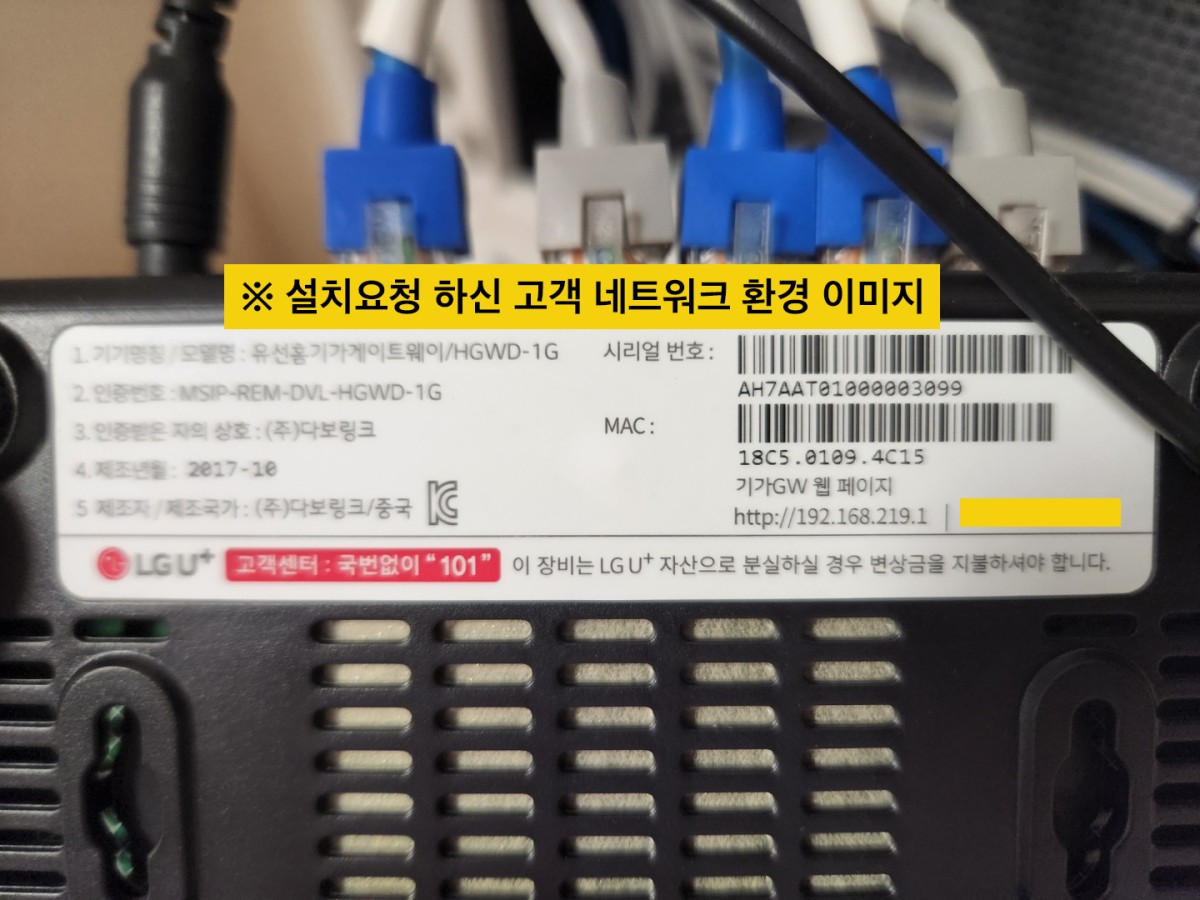 ※ 설치요청 하신 고객 네트워크 환경 이미지
1. 기기명칭 / 모델명 : 유선홈기가게이트웨이/HGWD-1G
2. 인증번호 : MSIP-REM-DVL-HGWD-1G
3. 인증받은 자의 상호 : (주)다보링크
4. 제조년월 : 2017-10
5 제조자 / 제조국가 : (주)다보링크/중국
시리얼 번호 :
AH7AAT01000003099
MAC :
18C5.0109.4C15
기가GW 웹 페이지
http://192.168.219.1 |
LG U+ 고객센터 : 국번없이 “101” 이 장비는 LG U+ 자산으로 분실하실 경우 변상금을 지불하셔야 합니다.